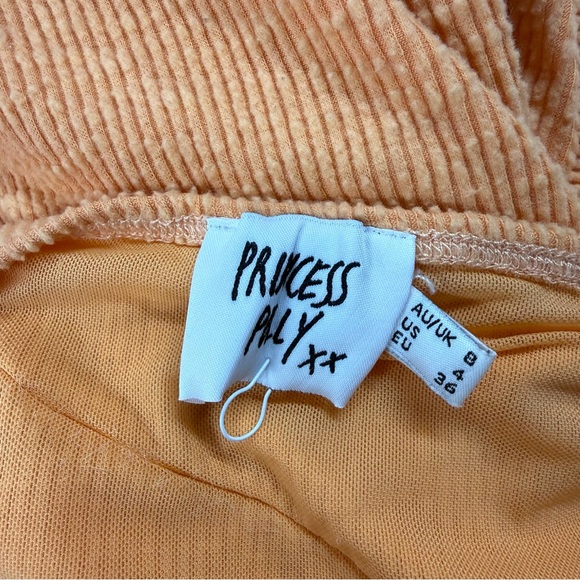 PRINCESS
POLLY
xx
AU/UK 8
US 4
EU 36